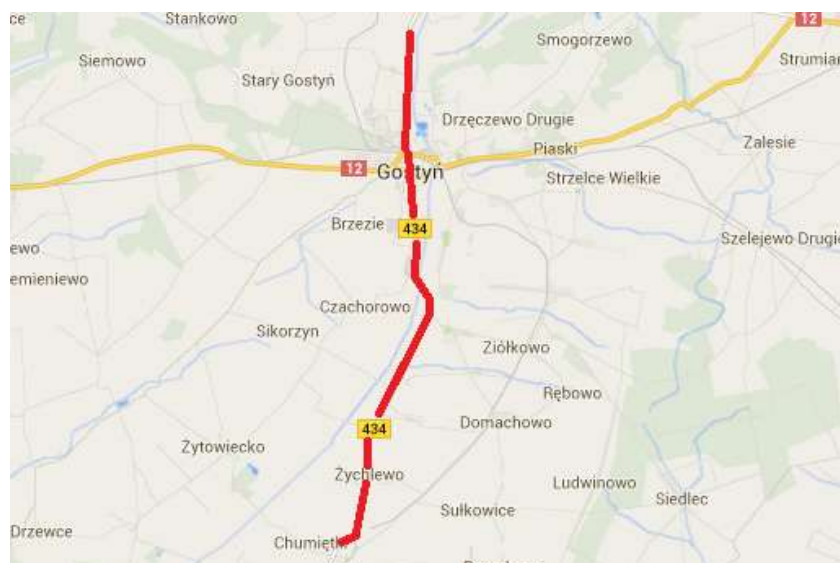 ce
Stankowo
12
Smogorzewo
Siemowo
Strumiar
Stary Gostyń
Drzęczewo Drugie
Piaski
Zalesie
12
Gostyń
Strzelce Wielkie
Brzezie
434
ewo
Szelejewo Drugie
emieniewo
Czachorowo
Sikorzyn
Ziółkowo
Rębowo
Domachowo
434
Żytowiecko
Żychlewo
Ludwinowo
Siedlec
Sułkowice
Drzewce
Chumiętki